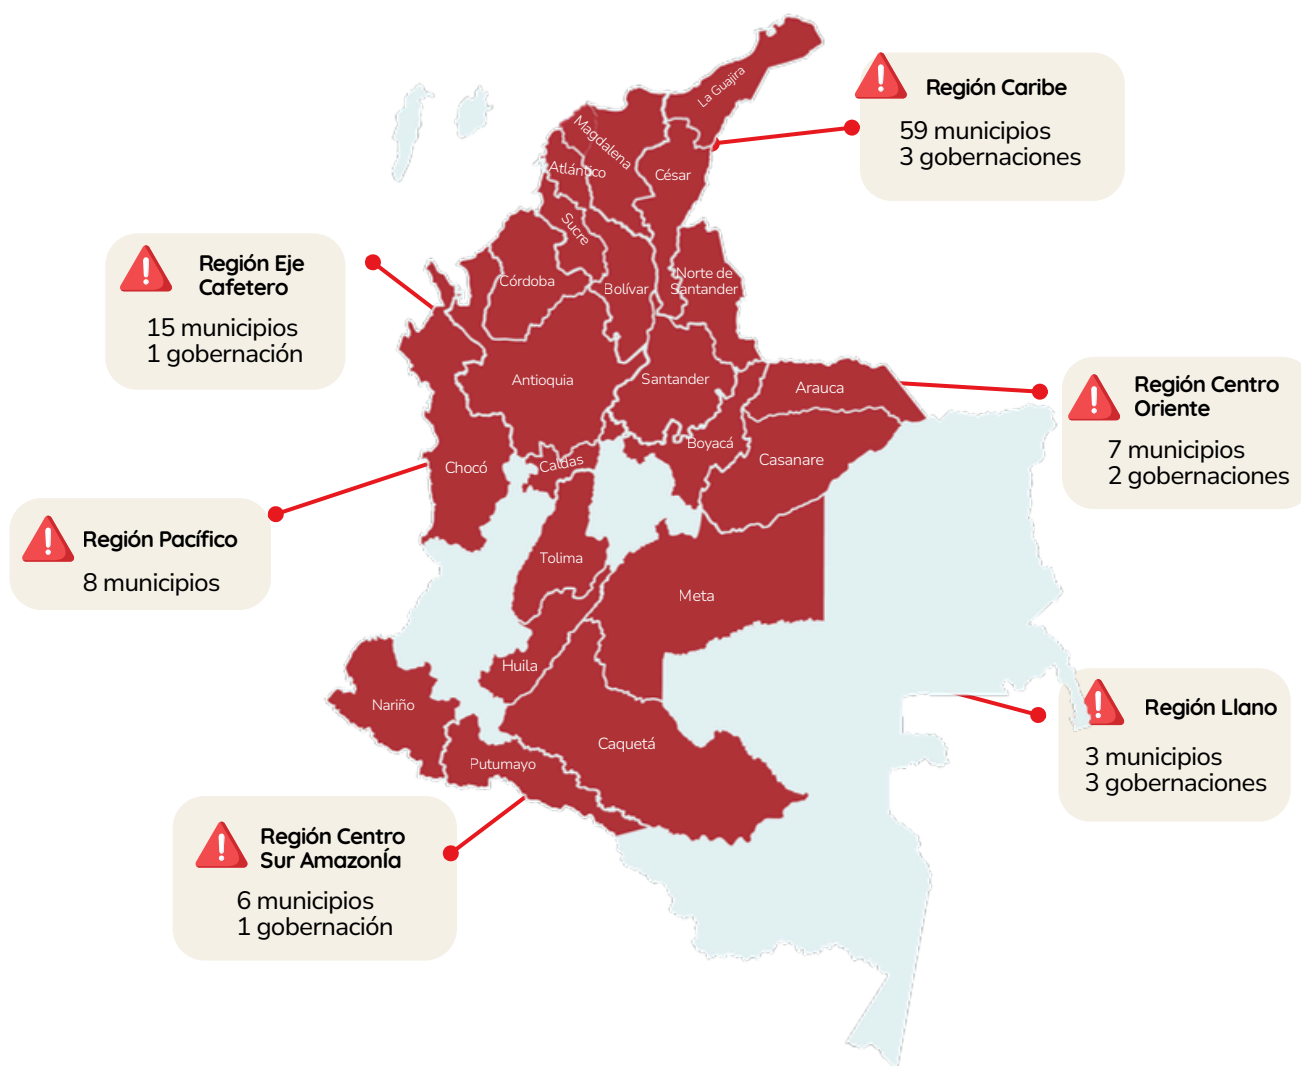 Región Caribe
59 municipios
3 gobernaciones
Región Eje
Cafetero
15 municipios
1 gobernación
Región Centro
Oriente
7 municipios
2 gobernaciones
Región Pacífico
8 municipios
Región Llano
3 municipios
3 gobernaciones
Región Centro
Sur AmazonÍa
6 municipios
1 gobernación
La Guajira
Magdalena
Atlántico
César
Sucre
Córdoba
Bolívar
Norte de
Santander
Antioquia
Santander
Arauca
Boyacá
Casanare
Chocó
Caldas
Tolima
Meta
Huila
Nariño
Caquetá
Putumayo